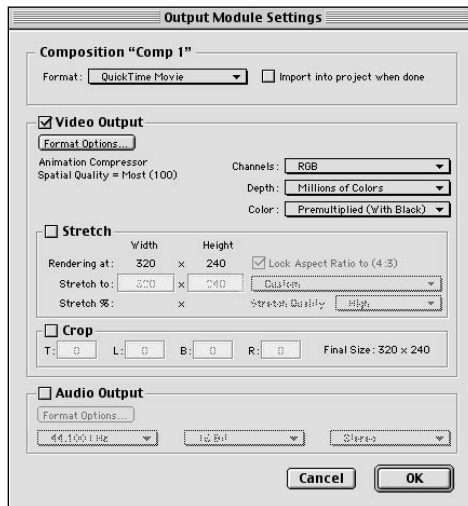 Output Module Settings
Composition “Comp 1”
Format: QuickTime Movie Import into project when done
Video Output
Format Options...
Animation Compressor
Spatial Quality = Most (100)
Channels: RGB
Depth: Millions of Colors
Color: Premultiplied (With Black)
Stretch
Width Height
Rendering at: 320 x 240 Lock Aspect Ratio to (4:3)
Stretch to: 320 x 240 Custom
Stretch %: x Stretch Quality: High
Crop
T: 0 L: 0 B: 0 R: 0 Final Size: 320 x 240
Audio Output
Format Options...
44.100 Hz 16 Bit Stereo
Cancel OK